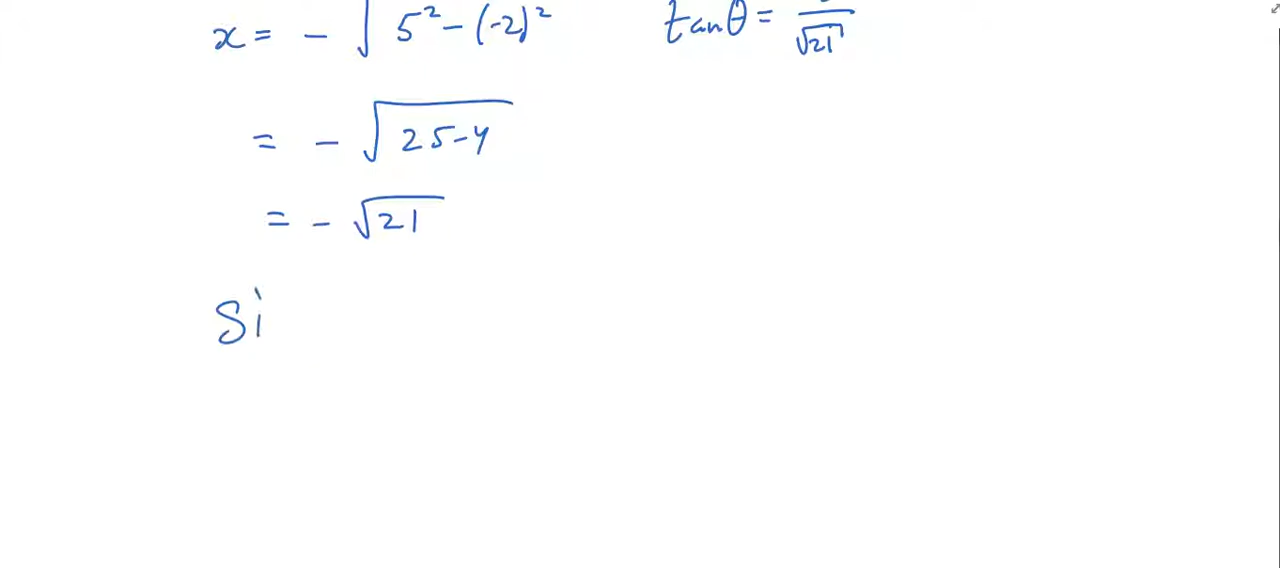 x = - √5² - (-2)² tanθ = /√21
= - √25-4
= - √21
Si